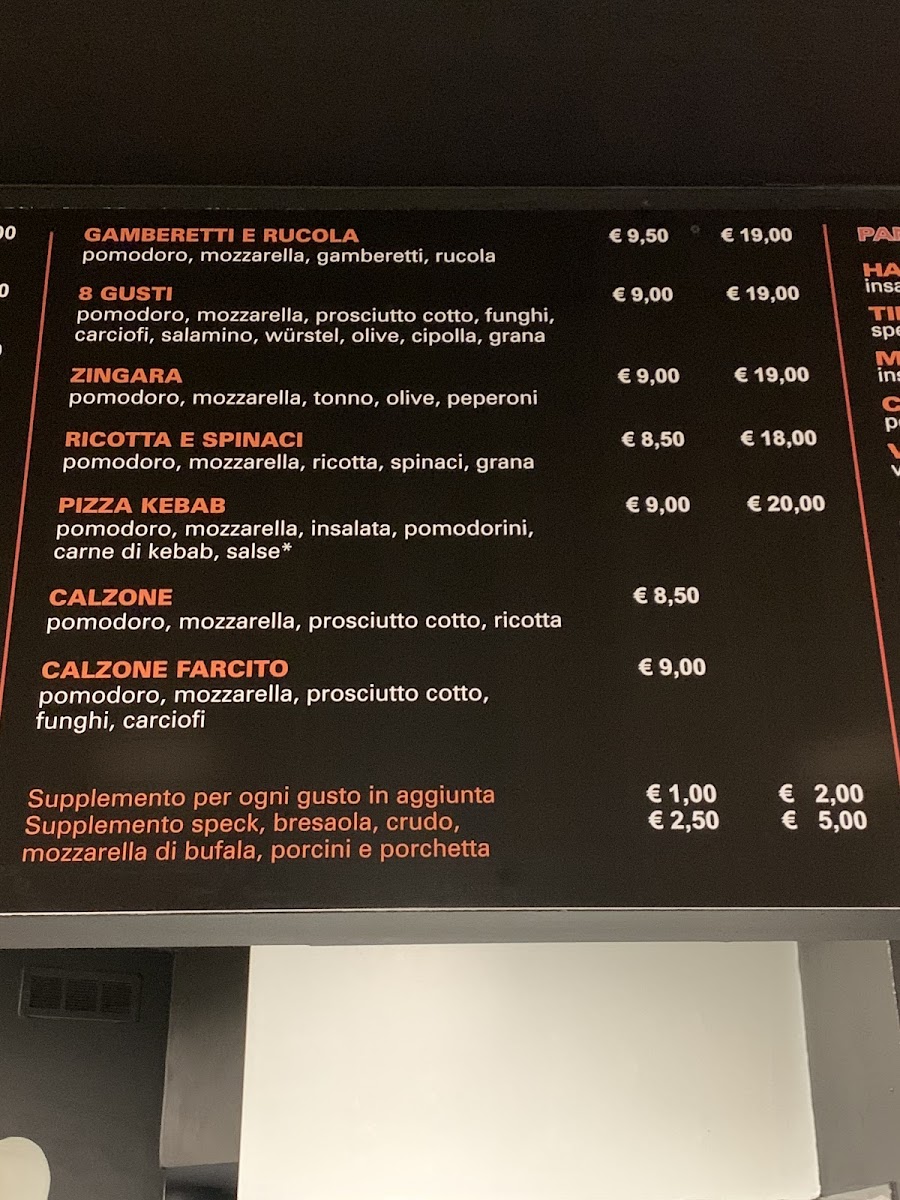 00
0
GAMBERETTI E RUCOLA € 9,50 € 19,00
pomodoro, mozzarella, gamberetti, rucola
8 GUSTI € 9,00 € 19,00
pomodoro, mozzarella, prosciutto cotto, funghi,
carciofi, salamino, würstel, olive, cipolla, grana
ZINGARA € 9,00 € 19,00
pomodoro, mozzarella, tonno, olive, peperoni
RICOTTA E SPINACI € 8,50 € 18,00
pomodoro, mozzarella, ricotta, spinaci, grana
PIZZA KEBAB € 9,00 € 20,00
pomodoro, mozzarella, insalata, pomodorini,
carne di kebab, salse*
CALZONE € 8,50
pomodoro, mozzarella, prosciutto cotto, ricotta
CALZONE FARCITO € 9,00
pomodoro, mozzarella, prosciutto cotto,
funghi, carciofi
Supplemento per ogni gusto in aggiunta € 1,00 € 2,00
Supplemento speck, bresaola, crudo, € 2,50 € 5,00
mozzarella di bufala, porcini e porchetta